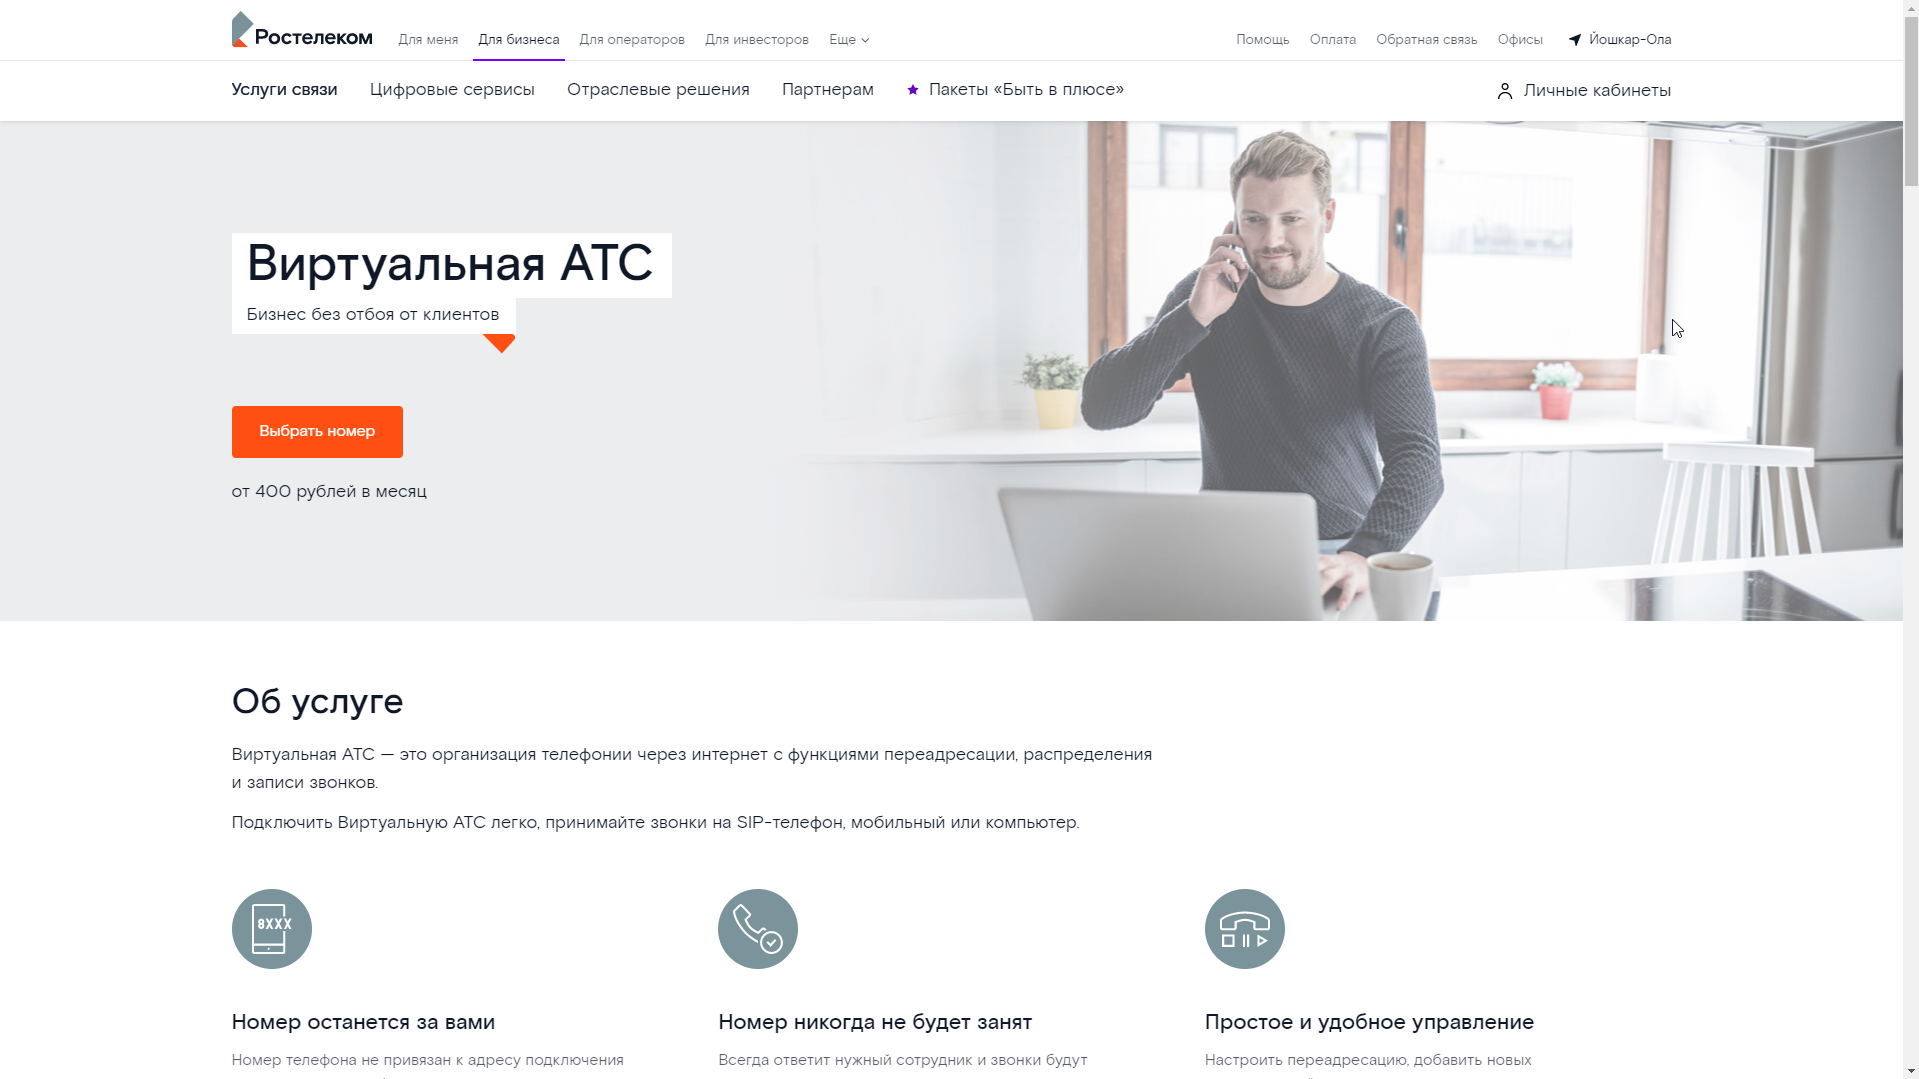 Ростелеком
Для меня
Для бизнеса
Для операторов
Для инвесторов
Еще
Помощь
Оплата
Обратная связь
Офисы
Йошкар-Ола
Услуги связи
Цифровые сервисы
Отраслевые решения
Партнерам
Пакеты «Быть в плюсе»
Личные кабинеты
Виртуальная АТС
Бизнес без отбоя от клиентов
Выбрать номер
от 400 рублей в месяц
Об услуге
Виртуальная АТС — это организация телефонии через интернет с функциями переадресации, распределения
и записи звонков.
Подключить Виртуальную АТС легко, принимайте звонки на SIP-телефон, мобильный или компьютер.
8XXX
Номер останется за вами
Номер телефона не привязан к адресу подключения
Номер никогда не будет занят
Всегда ответит нужный сотрудник и звонки будут
Простое и удобное управление
Настроить переадресацию, добавить новых